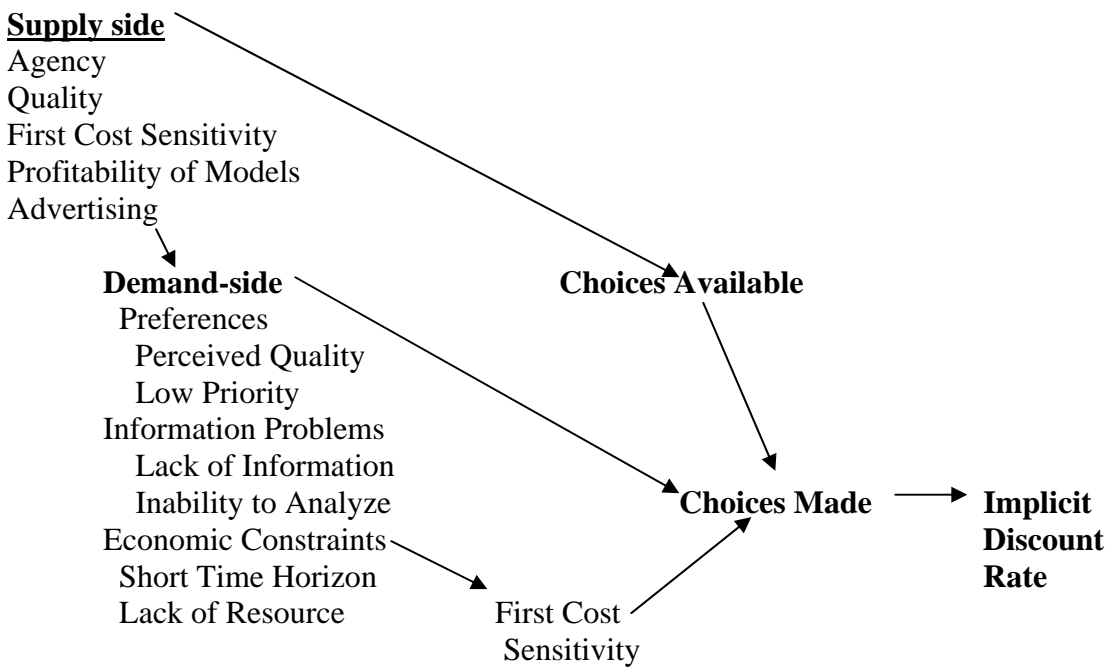 Supply side
Agency
Quality
First Cost Sensitivity
Profitability of Models
Advertising
Demand-side
Choices Available
Preferences
Perceived Quality
Low Priority
Information Problems
Lack of Information
Inability to Analyze
Choices Made
Implicit
Discount
Rate
Economic Constraints
Short Time Horizon
Lack of Resource
First Cost
Sensitivity